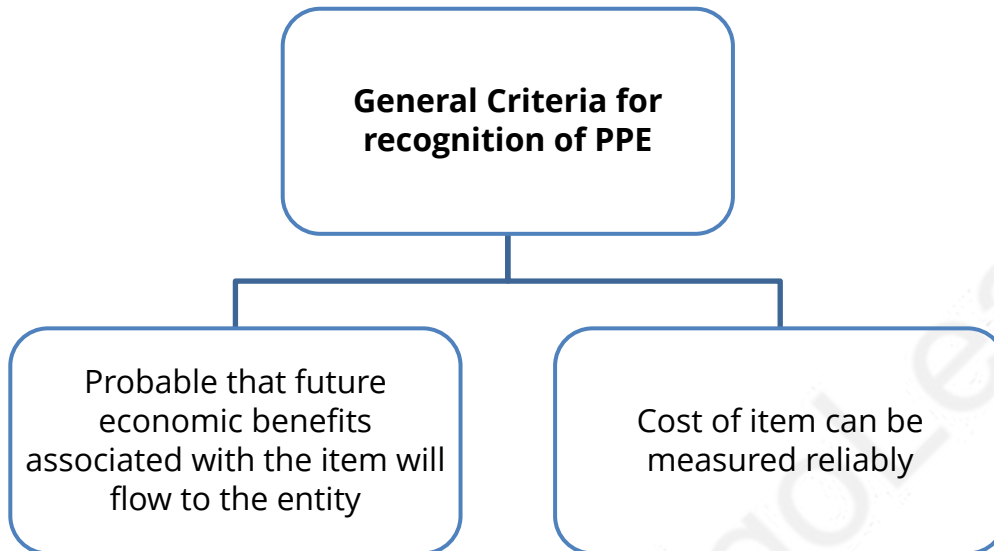 General Criteria for
recognition of PPE
Probable that future
economic benefits
associated with the item will
flow to the entity
Cost of item can be
measured reliably